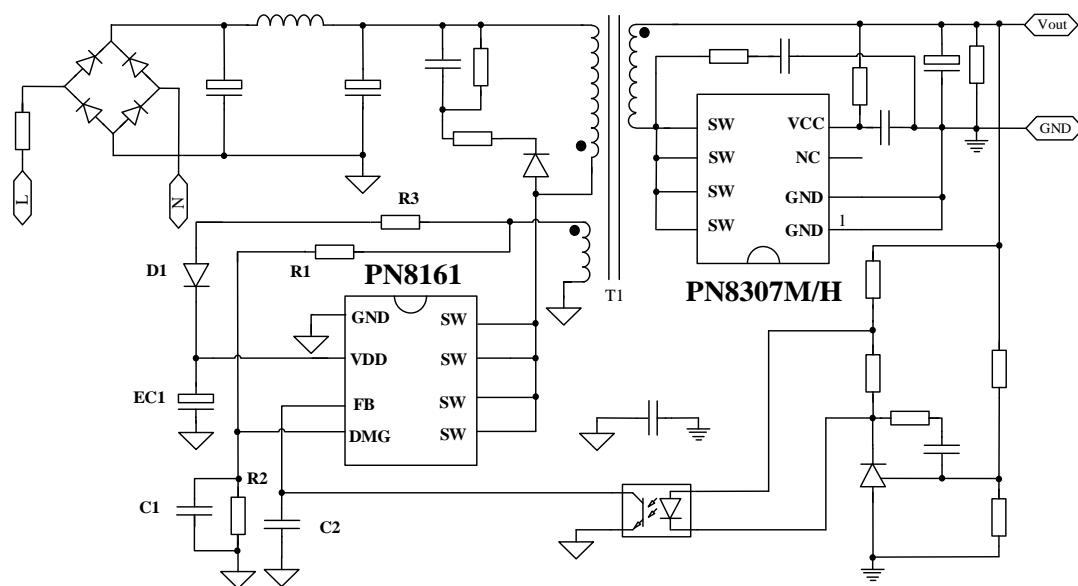 Vout
GND
L
N
SW
VCC
SW
NC
SW
GND
SW
GND
1
R3
R1
D1
PN8161
T1
PN8307M/H
GND
SW
VDD
SW
EC1
FB
SW
DMG
SW
R2
C1
C2